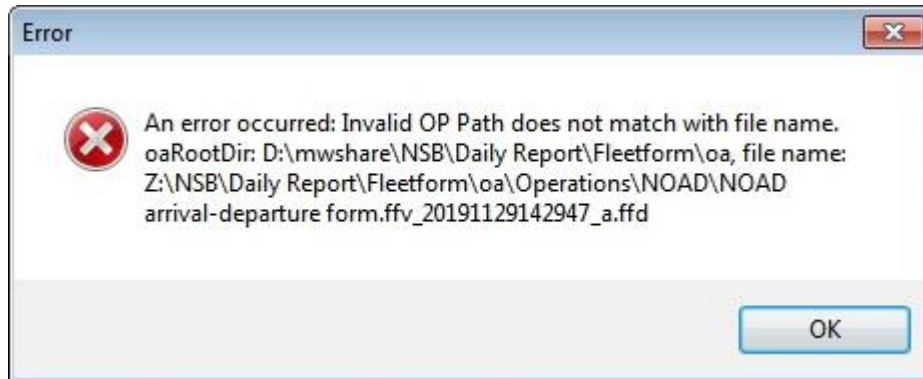 Error
An error occurred: Invalid OP Path does not match with file name.
oaRootDir: D:\mwshare\NSB\Daily Report\Fleetform\oa, file name:
Z:\NSB\Daily Report\Fleetform\oa\Operations\NOAD\NOAD
arrival-departure form.ffv_20191129142947_a.ffd
OK